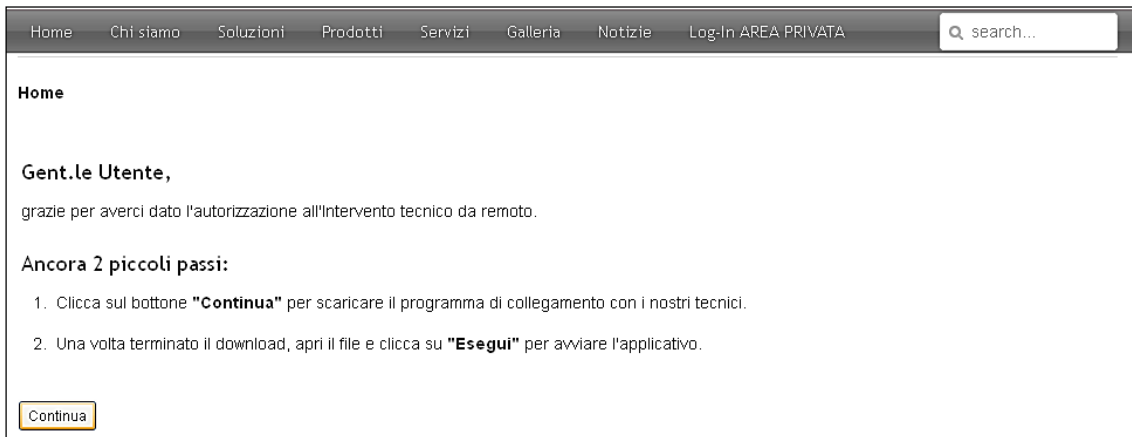 Home Chi siamo Soluzioni Prodotti Servizi Galleria Notizie Log-In AREA PRIVATA search...
Home
Gent.le Utente,
grazie per averci dato l'autorizzazione all'Intervento tecnico da remoto.
Ancora 2 piccoli passi:
1. Clicca sul bottone "Continua" per scaricare il programma di collegamento con i nostri tecnici.
2. Una volta terminato il download, apri il file e clicca su "Esegui" per avviare l'applicativo.
Continua